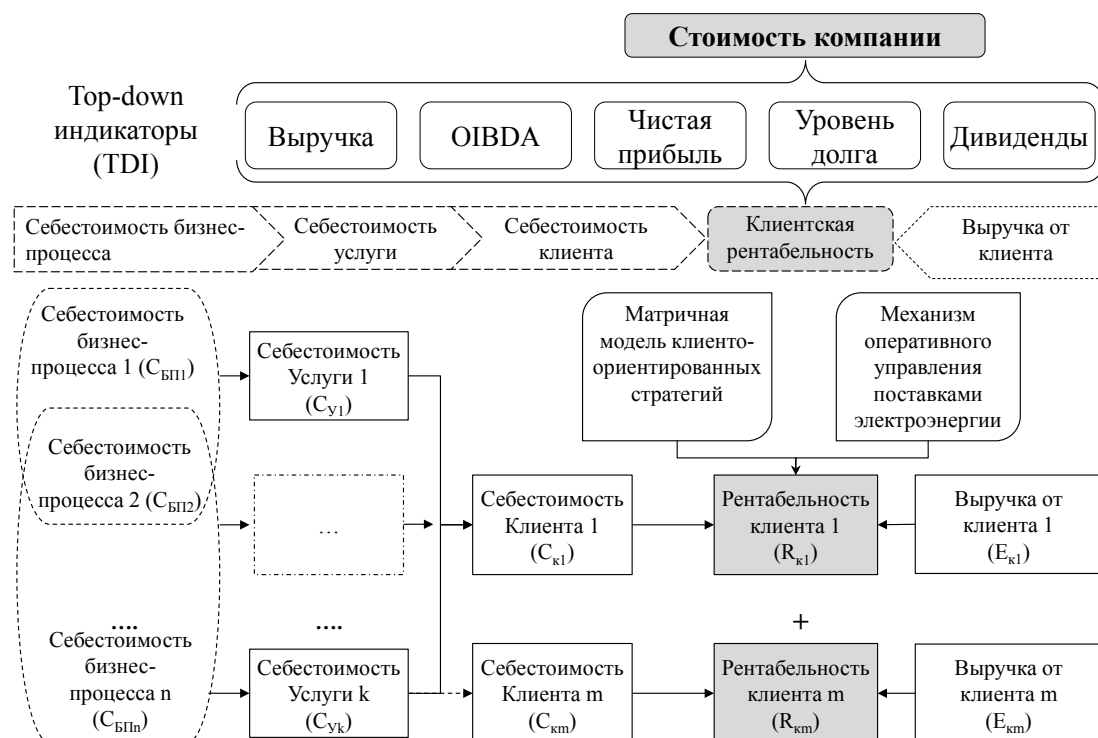 Стоимость компании
Top-down
индикаторы
(TDI)
Выручка
OIBDA
Чистая
прибыль
Уровень
долга
Дивиденды
Себестоимость бизнес-
процесса
Себестоимость
услуги
Себестоимость
клиента
Клиентская
рентабельность
Выручка от
клиента
Себестоимость
бизнес-
процесса 1 (СБП1)
Себестоимость
Услуги 1
(СУ1)
Матричная
модель клиенто-
ориентированных
стратегий
Механизм
оперативного
управления
поставками
электроэнергии
Себестоимость
бизнес-
процесса 2 (СБП2)
...
Себестоимость
Клиента 1
(Ск1)
Рентабельность
клиента 1
(Rк1)
Выручка от
клиента 1
(Eк1)
....
....
+
Себестоимость
бизнес-
процесса n
(СБПn)
Себестоимость
Услуги k
(СУk)
Себестоимость
Клиента m
(Скm)
Рентабельность
клиента m
(Rкm)
Выручка от
клиента m
(Eкm)